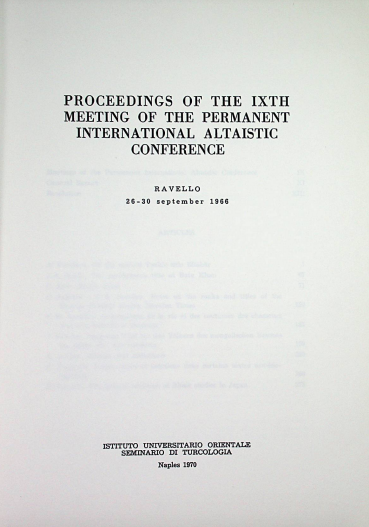 PROCEEDINGS OF THE IXTH
MEETING OF THE PERMANENT
INTERNATIONAL ALTAISTIC
CONFERENCE
RAVELLO
26-30 september 1966
ISTITUTO UNIVERSITARIO ORIENTALE
SEMINARIO DI TURCOLOGIA
Naples 1970